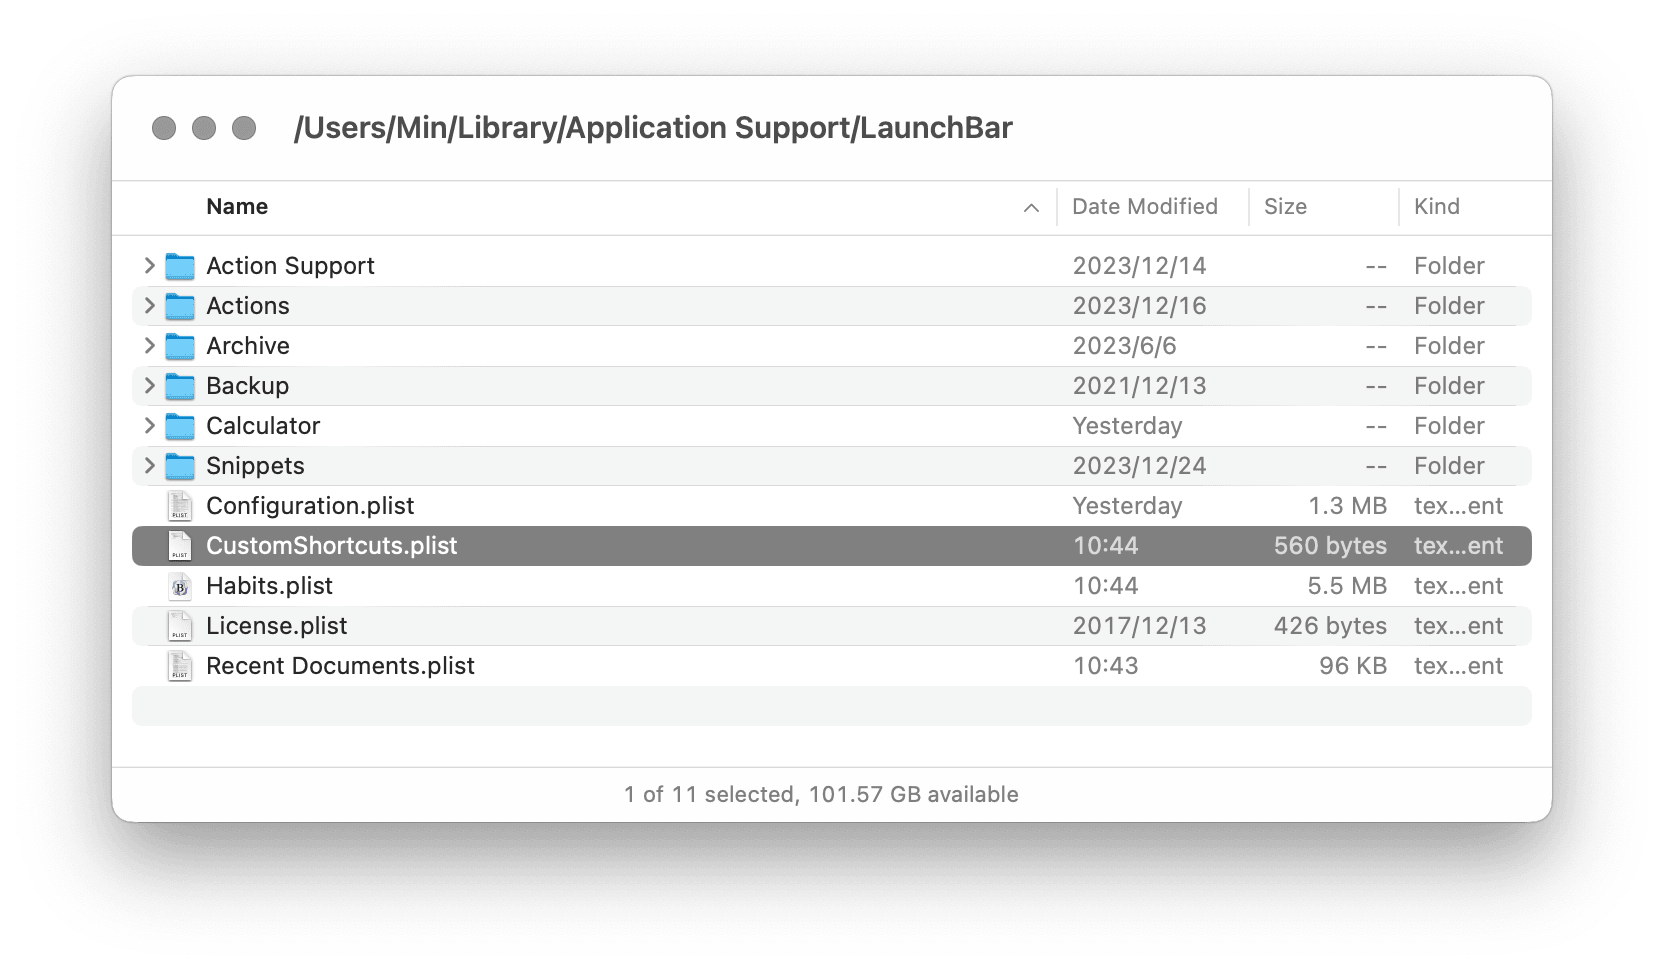 /Users/Min/Library/Application Support/LaunchBar
Name Date Modified Size Kind
Action Support 2023/12/14 -- Folder
Actions 2023/12/16 -- Folder
Archive 2023/6/6 -- Folder
Backup 2021/12/13 -- Folder
Calculator Yesterday -- Folder
Snippets 2023/12/24 -- Folder
Configuration.plist Yesterday 1.3 MB tex...ent
CustomShortcuts.plist 10:44 560 bytes tex...ent
Habits.plist 10:44 5.5 MB tex...ent
License.plist 2017/12/13 426 bytes tex...ent
Recent Documents.plist 10:43 96 KB tex...ent
1 of 11 selected, 101.57 GB available